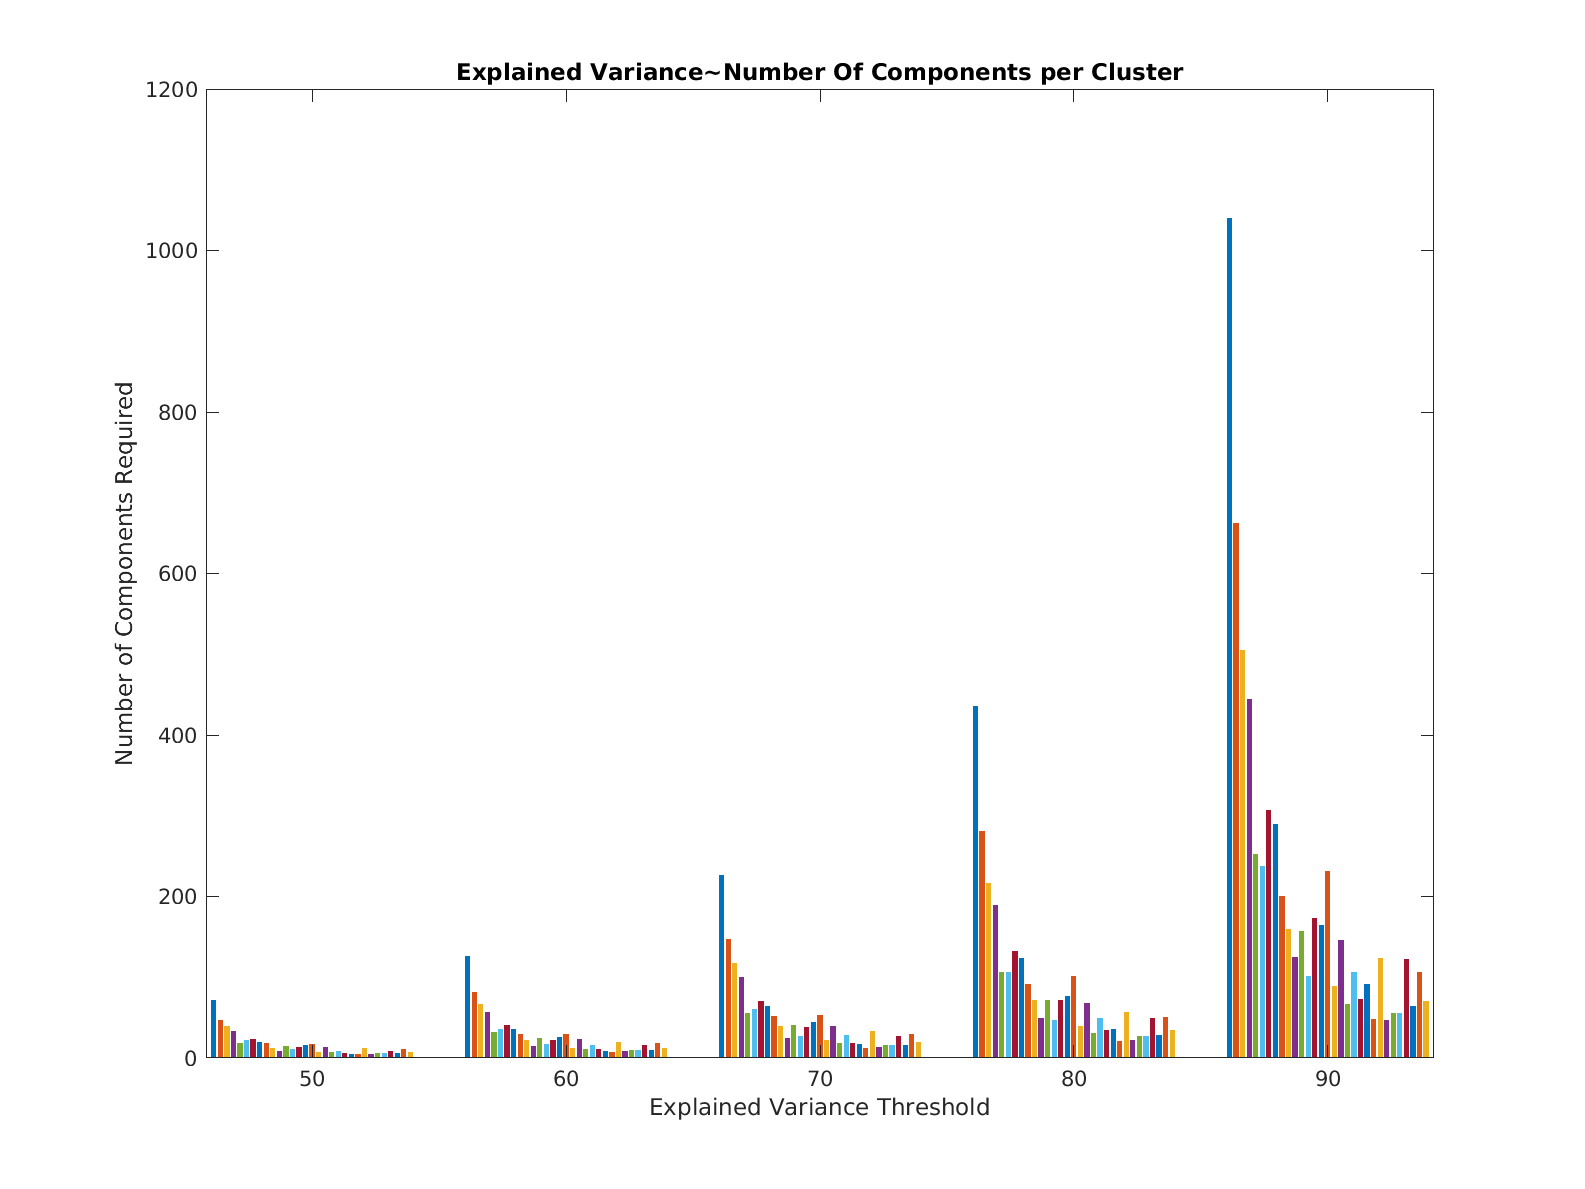 Explained Variance~Number Of Components per Cluster
1200
1000
800
600
400
200
0
Number of Components Required
50 60 70 80 90
Explained Variance Threshold